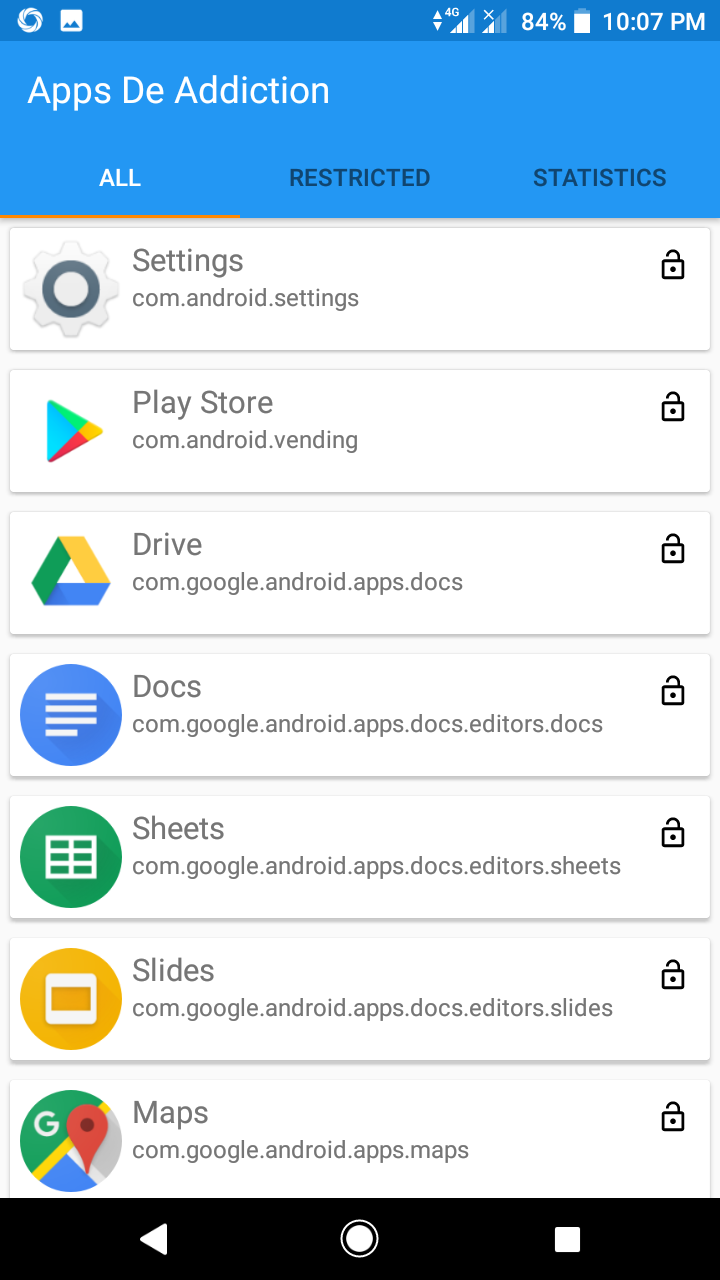 4G 84% 10:07 PM
Apps De Addiction
ALL RESTRICTED STATISTICS
Settings
com.android.settings
Play Store
com.android.vending
Drive
com.google.android.apps.docs
Docs
com.google.android.apps.docs.editors.docs
Sheets
com.google.android.apps.docs.editors.sheets
Slides
com.google.android.apps.docs.editors.slides
G
Maps
com.google.android.apps.maps